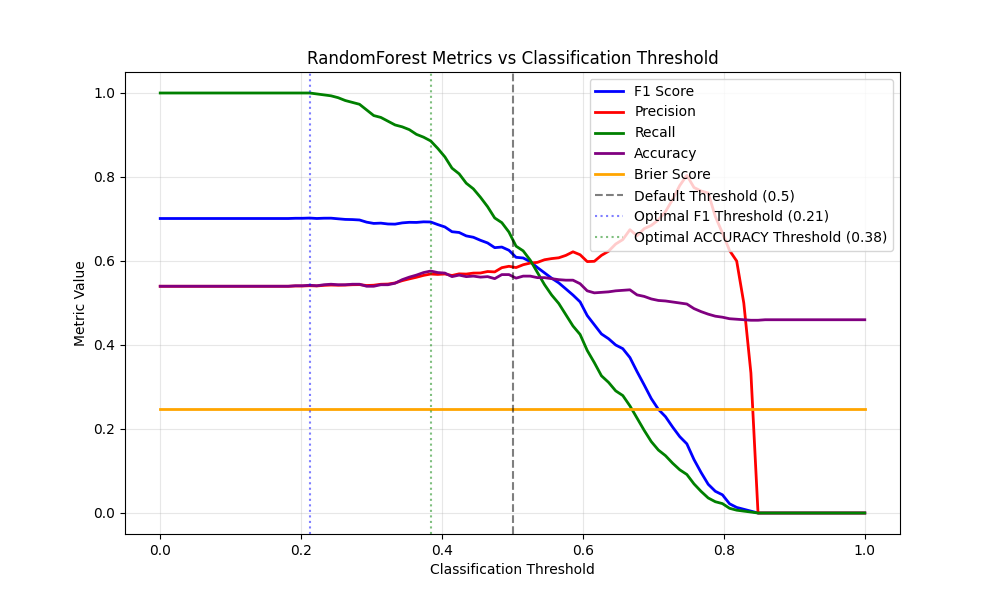 RandomForest Metrics vs Classification Threshold
1.0
0.8
0.6
0.4
0.2
0.0
Metric Value
F1 Score
Precision
Recall
Accuracy
Brier Score
Default Threshold (0.5)
Optimal F1 Threshold (0.21)
Optimal ACCURACY Threshold (0.38)
0.0 0.2 0.4 0.6 0.8 1.0
Classification Threshold